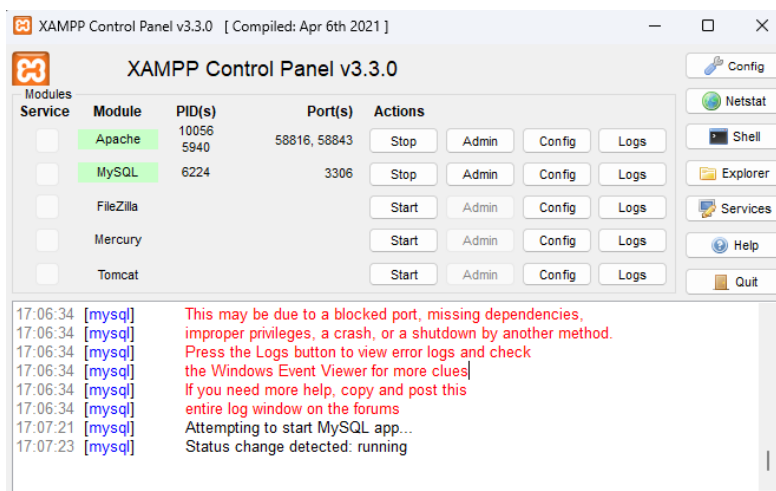 XAMPP Control Panel v3.3.0 [ Compiled: Apr 6th 2021 ]
XAMPP Control Panel v3.3.0
Config
Modules
Service Module PID(s) Port(s) Actions
Netstat
Apache 10056 5940 58816, 58843 Stop Admin Config Logs
Shell
MySQL 6224 3306 Stop Admin Config Logs
Explorer
FileZilla Start Admin Config Logs
Services
Mercury Start Admin Config Logs
Help
Tomcat Start Admin Config Logs
Quit
17:06:34 [mysql] This may be due to a blocked port, missing dependencies,
17:06:34 [mysql] improper privileges, a crash, or a shutdown by another method.
17:06:34 [mysql] Press the Logs button to view error logs and check
17:06:34 [mysql] the Windows Event Viewer for more clues
17:06:34 [mysql] If you need more help, copy and post this
17:06:34 [mysql] entire log window on the forums
17:07:21 [mysql] Attempting to start MySQL app...
17:07:23 [mysql] Status change detected: running